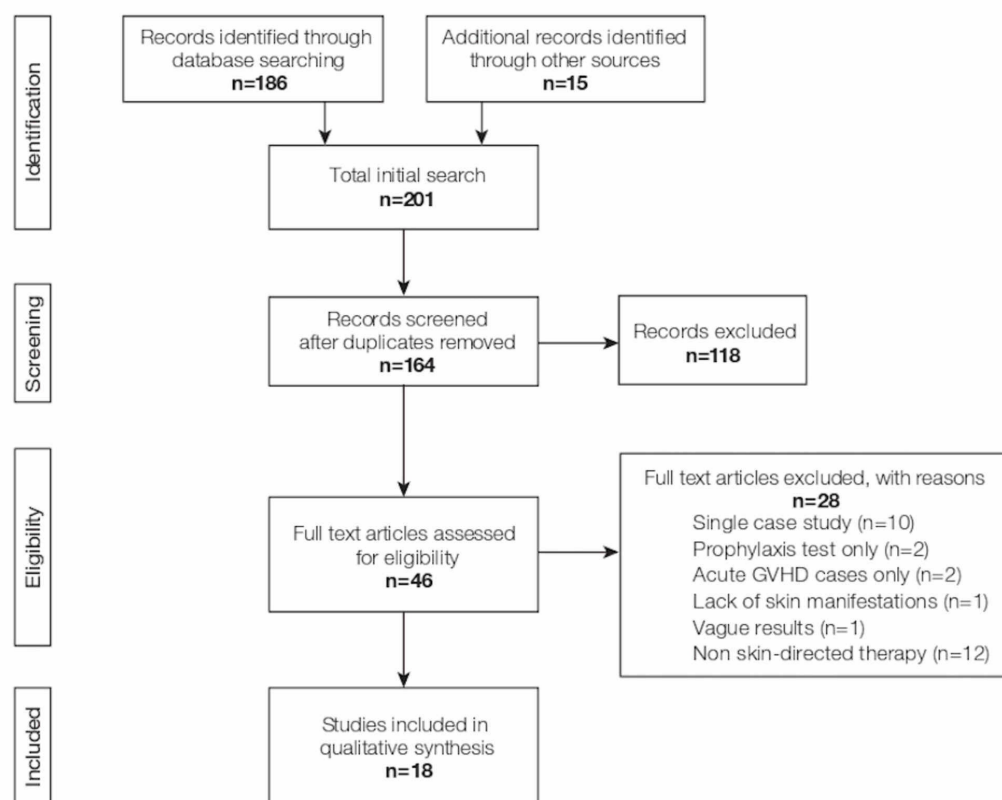 Identification
Records identified through
database searching
n=186
Additional records identified
through other sources
n=15
Total initial search
n=201
Screening
Records screened
after duplicates removed
n=164
Records excluded
n=118
Eligibility
Full text articles assessed
for eligibility
n=46
Full text articles excluded, with reasons
n=28
Single case study (n=10)
Prophylaxis test only (n=2)
Acute GVHD cases only (n=2)
Lack of skin manifestations (n=1)
Vague results (n=1)
Non skin-directed therapy (n=12)
Included
Studies included in
qualitative synthesis
n=18